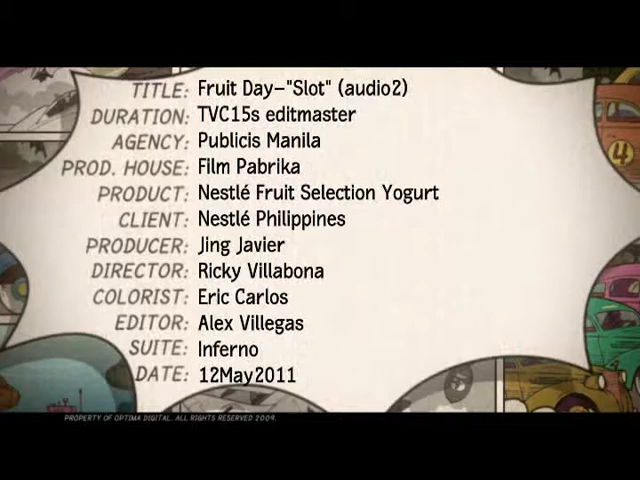 TITLE: Fruit Day-"Slot" (audio2)
DURATION: TVC15s editmaster
AGENCY: Publicis Manila
PROD. HOUSE: Film Pabrika
PRODUCT: Nestlé Fruit Selection Yogurt
CLIENT: Nestlé Philippines
PRODUCER: Jing Javier
DIRECTOR: Ricky Villabona
COLORIST: Eric Carlos
EDITOR: Alex Villegas
SUITE: Inferno
DATE: 12May2011
4
PROPERTY OF OPTIMA DIGITAL. ALL RIGHTS RESERVED 2009.